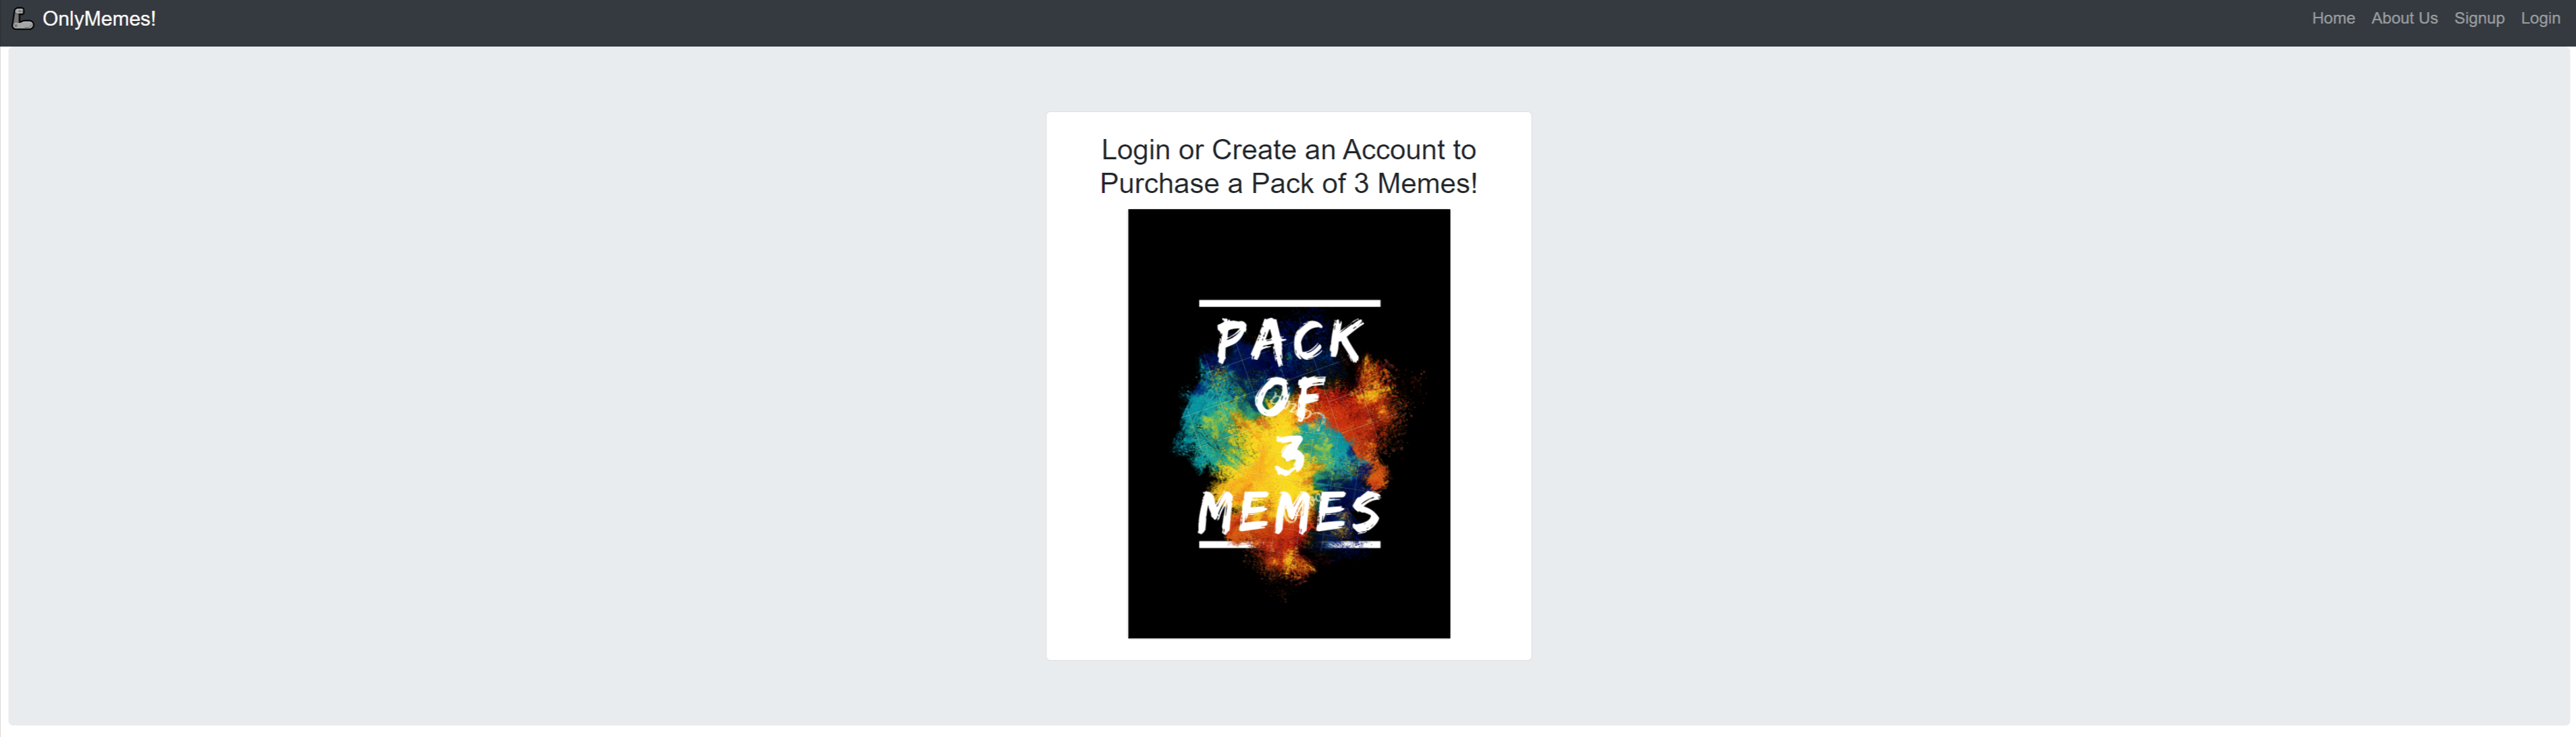 OnlyMemes!
Home About Us Signup Login
Login or Create an Account to
Purchase a Pack of 3 Memes!
PACK
OF
3
MEMES